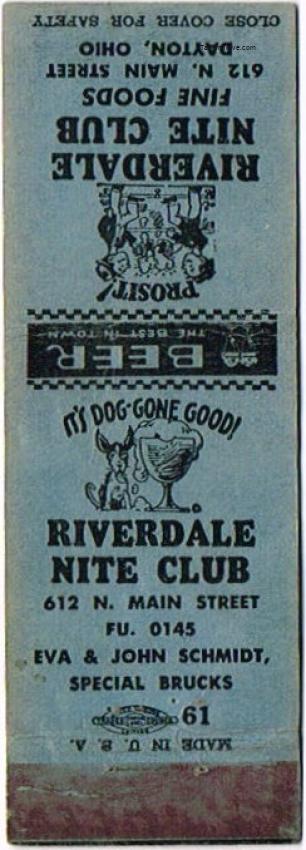 CLOSE COVER FOR SAFETY
DAYTON, OHIO
612 N. MAIN STREET
FINE FOODS
NITE CLUB
RIVERDALE
PROSIT!
THE BEST IN TOWN
BEER
IT'S DOG-GONE GOOD!
RIVERDALE
NITE CLUB
612 N. MAIN STREET
FU. 0145
EVA & JOHN SCHMIDT,
SPECIAL BRUCKS
61
MADE IN U. S. A.